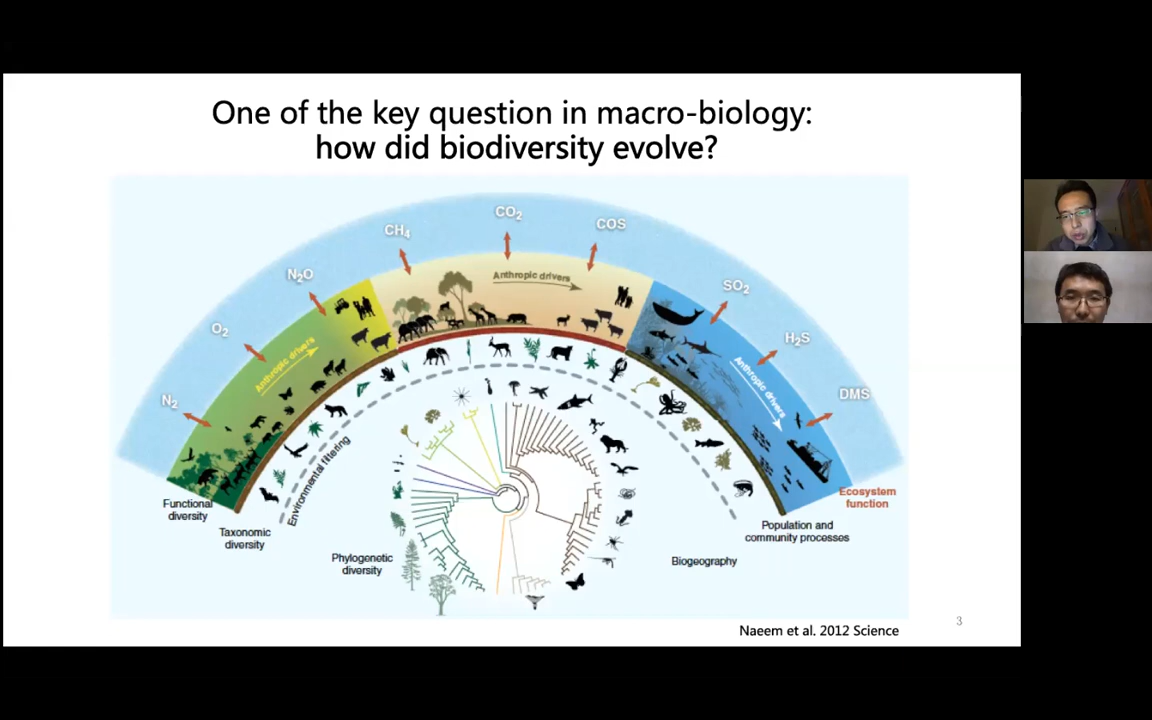 One of the key question in macro-biology:
how did biodiversity evolve?
CO2
COS
CH4
N2O
SO2
O2
H2S
N2
DMS
Anthropic drivers
Anthropic drivers
Anthropic drivers
Environmental filtering
Functional
diversity
Taxonomic
diversity
Phylogenetic
diversity
Biogeography
Population and
community processes
Ecosystem
function
3
Naeem et al. 2012 Science